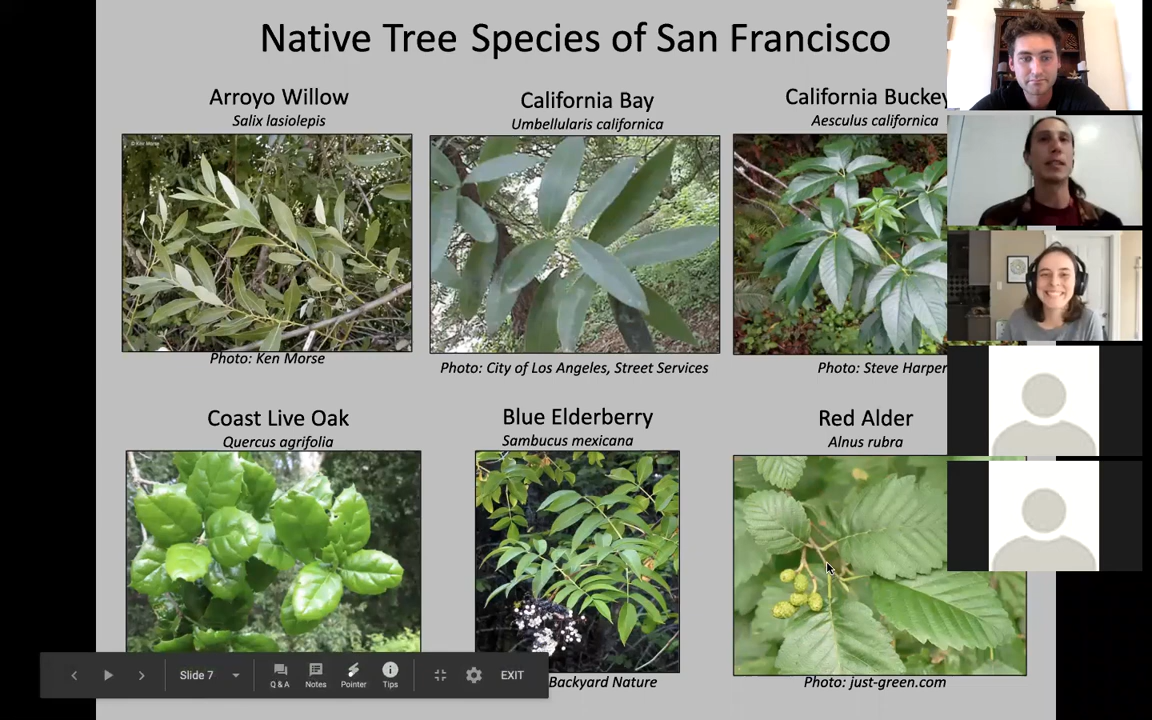 Native Tree Species of San Francisco
Arroyo Willow
Salix lasiolepis
California Bay
Umbellularis californica
California Buckey
Aesculus californica
© Ken Morse
Photo: Ken Morse
Photo: City of Los Angeles, Street Services
Photo: Steve Harper
Coast Live Oak
Quercus agrifolia
Blue Elderberry
Sambucus mexicana
Red Alder
Alnus rubra
Backyard Nature
Photo: just-green.com
Slide 7
Q & A
Notes
Pointer
Tips
EXIT